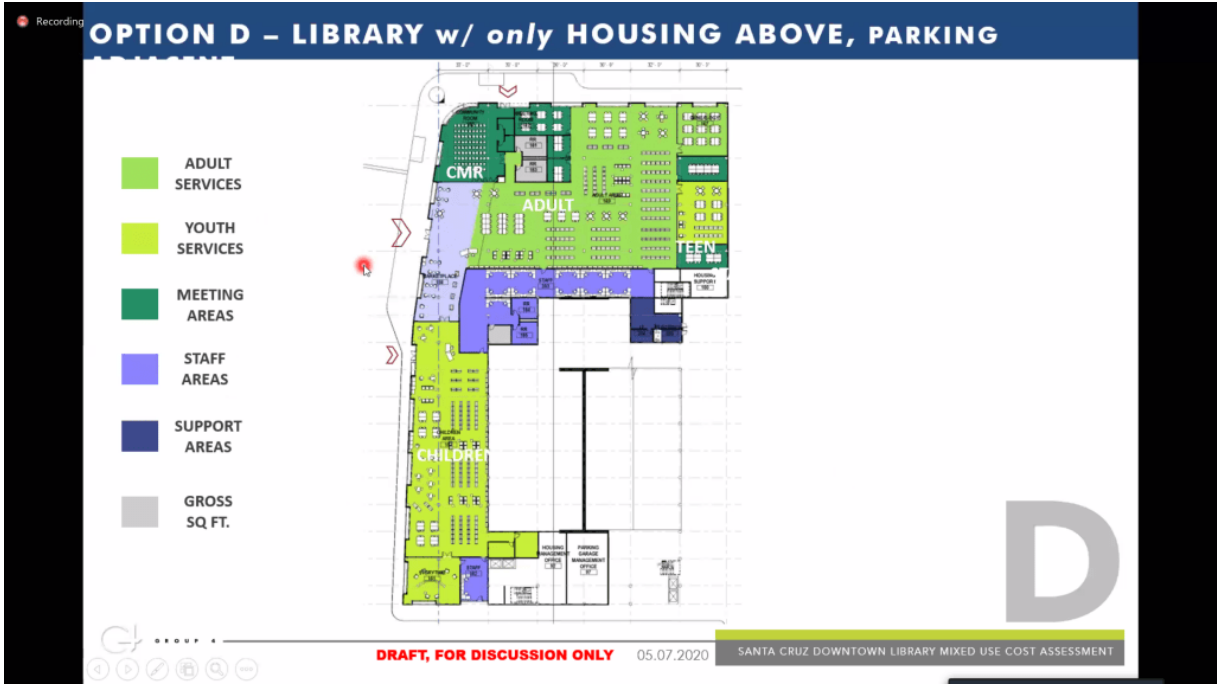 Recording
OPTION D – LIBRARY w/ only HOUSING ABOVE, PARKING
ADJACENT
ADULT
SERVICES
YOUTH
SERVICES
MEETING
AREAS
STAFF
AREAS
SUPPORT
AREAS
GROSS
SQ FT.
CMR
ADULT
TEEN
CHILDREN
STAFF
HOUSING
MANAGEMENT
OFFICE
PARKING
GARAGE
MANAGEMENT
OFFICE
D
GROUP 4
DRAFT, FOR DISCUSSION ONLY
05.07.2020
SANTA CRUZ DOWNTOWN LIBRARY MIXED USE COST ASSESSMENT